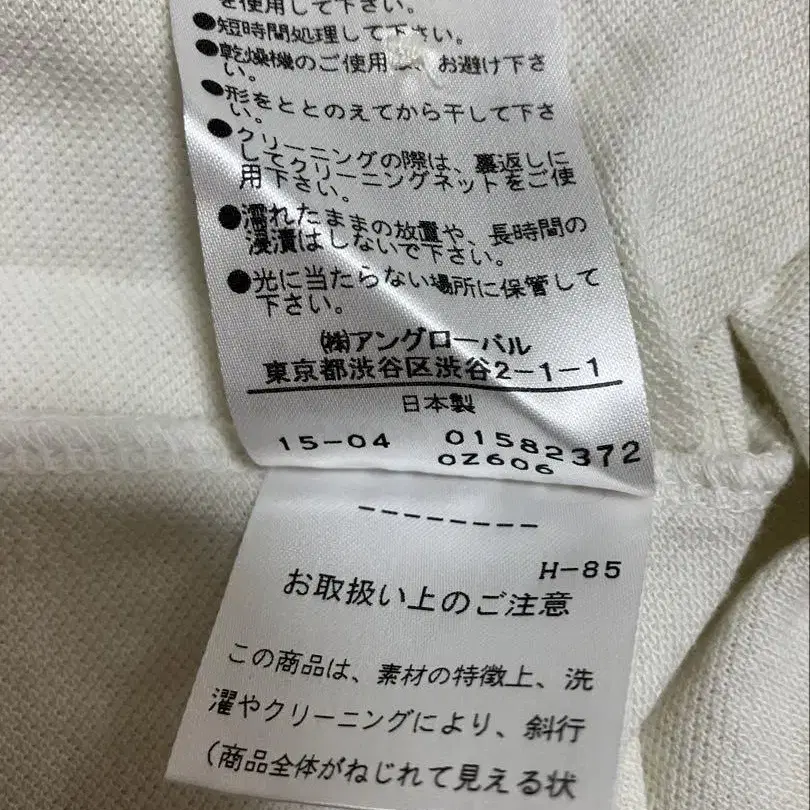 を使用して下さい。
●短時間処理して下さい。
●乾燥機のご使用は、お避け下さ
い。
●形をととのえてから干して下さ
い。
●クリーニングの際は、裏返しに
してクリーニングネットをご使
用下さい。
●濡れたままの放置や、長時間の
浸漬はしないで下さい。
●光に当たらない場所に保管して
下さい。
㈱アングローバル
東京都渋谷区渋谷2-1-1
日本製
15-04 01582372
0Z606
--------
H-85
お取扱い上のご注意
この商品は、素材の特徴上、洗
濯やクリーニングにより、斜行
(商品全体がねじれて見える状